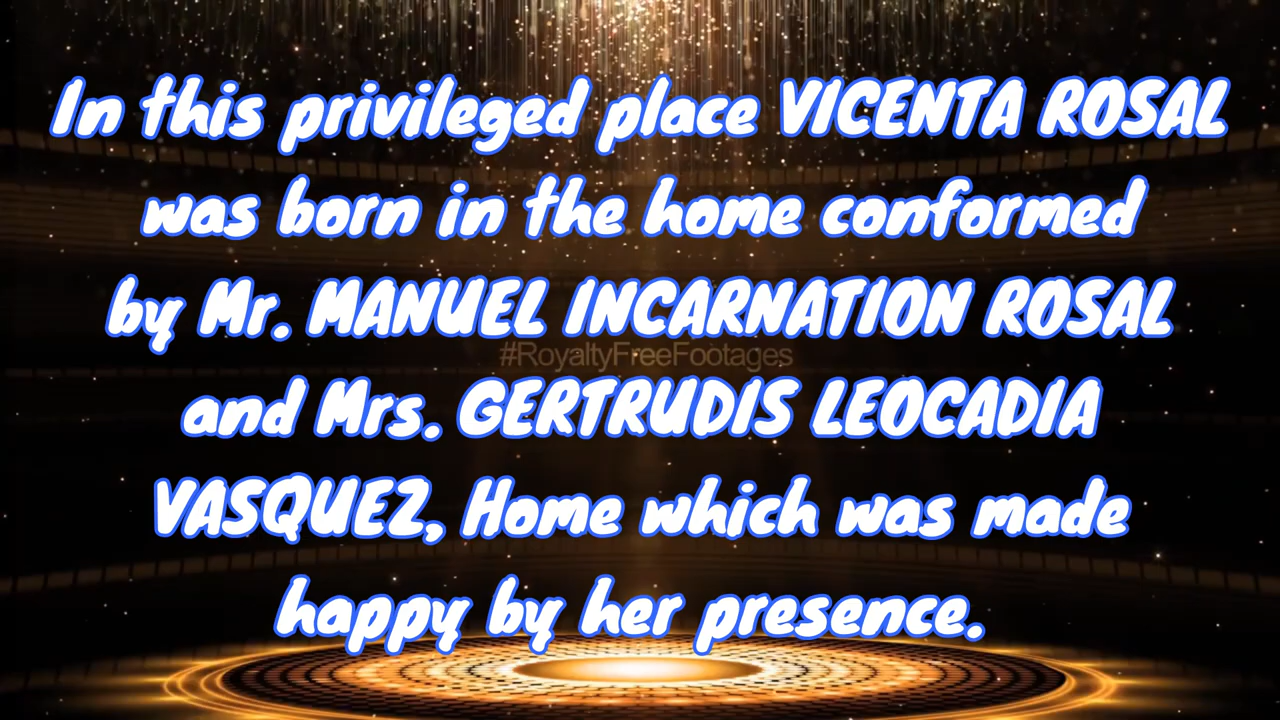 In this privileged place VICENTA ROSAL
was born in the home conformed
by Mr. MANUEL INCARNATION ROSAL
#RoyaltyFreeFootages
and Mrs. GERTRUDIS LEOCADIA
VASQUEZ, Home which was made
happy by her presence.